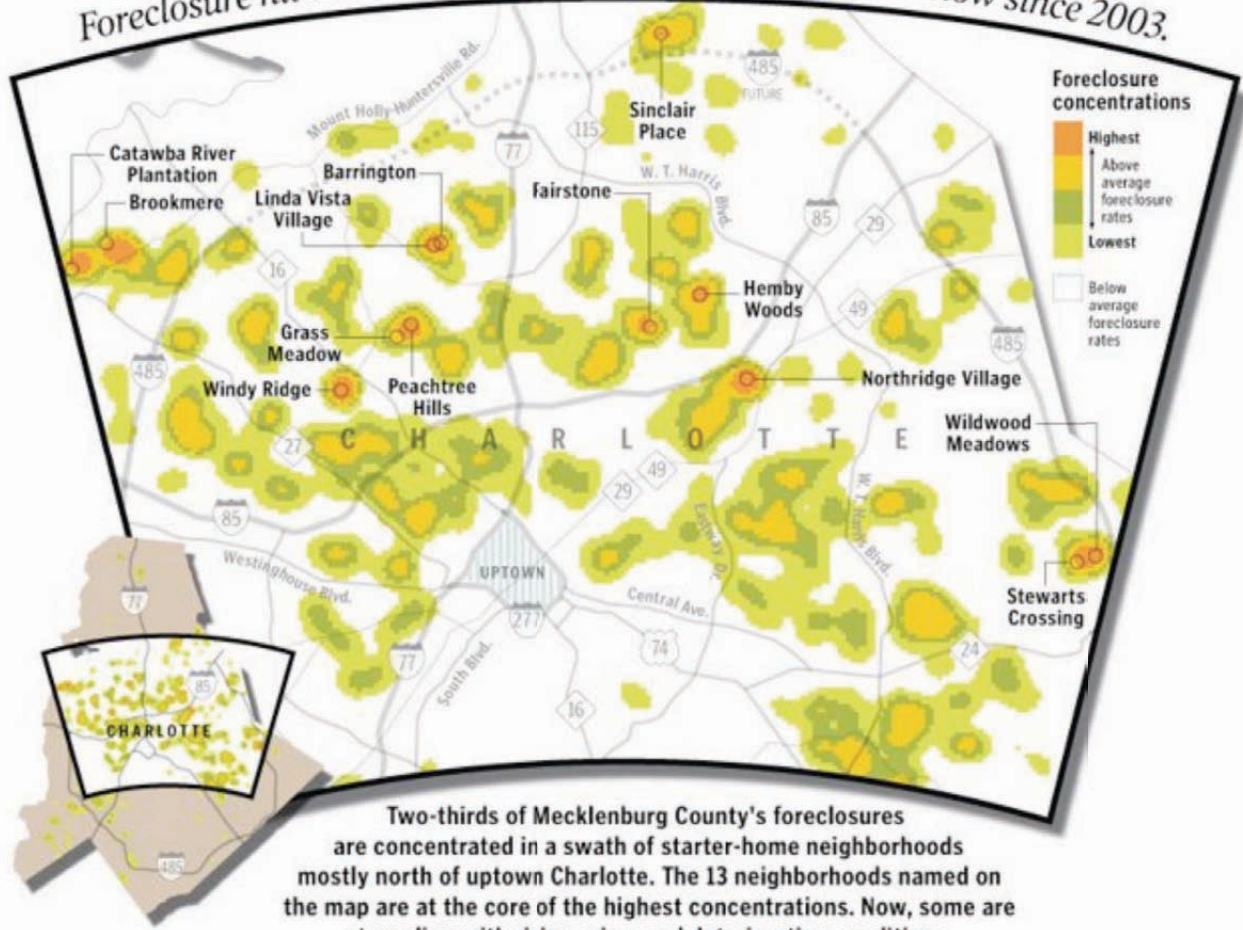 Foreclosure
now since 2003.
Foreclosure
concentrations
Highest
Above
average
foreclosure
rates
Lowest
Below
average
foreclosure
rates
485
FUTURE
Mount Holly-Huntersville Rd.
Sinclair
Place
115
77
Catawba River
Plantation
Brookmere
Barrington
Linda Vista
Village
Fairstone
W. T. Harris
Blvd.
85
29
16
Hemby
Woods
49
485
Grass
Meadow
485
Windy Ridge
Peachtree
Hills
Northridge Village
Wildwood
Meadows
CHARLOTTE
27
49
29
85
Eastway Dr.
W. T. Harris Blvd.
Westinghouse Blvd.
UPTOWN
277
Central Ave.
Stewarts
Crossing
77
South Blvd.
74
24
16
77
85
CHARLOTTE
485
Two-thirds of Mecklenburg County's foreclosures
are concentrated in a swath of starter-home neighborhoods
mostly north of uptown Charlotte. The 13 neighborhoods named on
the map are at the core of the highest concentrations. Now, some are